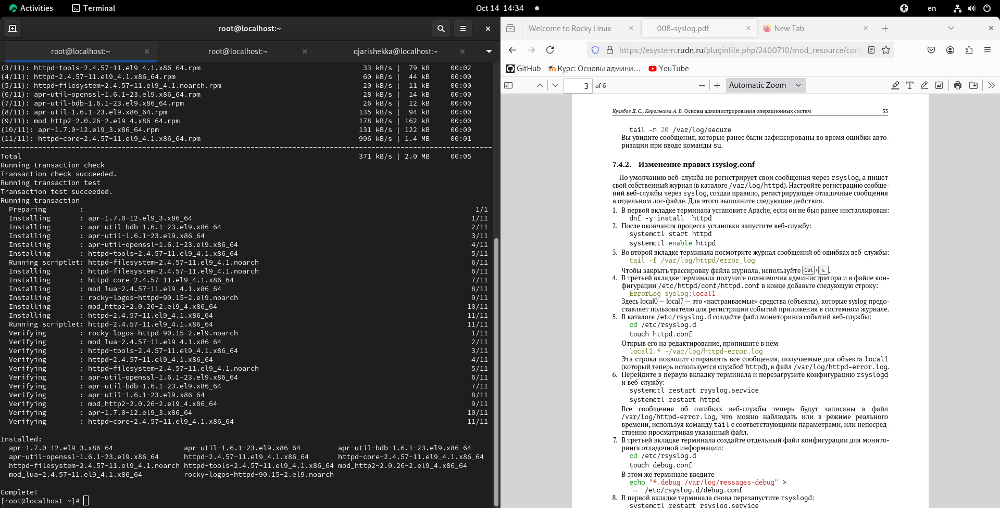 Activities
Terminal
Oct 14 14:34
en
root@localhost:~
root@localhost:~
root@localhost:~
qjarishekka@localhost:~
(3/11): httpd-tools-2.4.57-11.el9_4.1.x86_64.rpm 33 kB/s | 79 kB 00:02
(4/11): httpd-2.4.57-11.el9_4.1.x86_64.rpm 60 kB/s | 44 kB 00:00
(5/11): httpd-filesystem-2.4.57-11.el9_4.1.noarch.rpm 20 kB/s | 11 kB 00:00
(6/11): apr-util-openssl-1.6.1-23.el9.x86_64.rpm 28 kB/s | 14 kB 00:00
(7/11): apr-util-bdb-1.6.1-23.el9.x86_64.rpm 26 kB/s | 12 kB 00:00
(8/11): apr-util-1.6.1-23.el9.x86_64.rpm 135 kB/s | 94 kB 00:00
(9/11): mod_http2-2.0.26-2.el9_4.x86_64.rpm 178 kB/s | 162 kB 00:00
(10/11): apr-1.7.0-12.el9_3.x86_64.rpm 131 kB/s | 122 kB 00:00
(11/11): httpd-core-2.4.57-11.el9_4.1.x86_64.rpm 996 kB/s | 1.4 MB 00:01
--------------------------------------------------------------------------------
Total 371 kB/s | 2.0 MB 00:05
Running transaction check
Transaction check succeeded.
Running transaction test
Transaction test succeeded.
Running transaction
Preparing : 1/1
Installing : apr-1.7.0-12.el9_3.x86_64 1/11
Installing : apr-util-bdb-1.6.1-23.el9.x86_64 2/11
Installing : apr-util-1.6.1-23.el9.x86_64 3/11
Installing : apr-util-openssl-1.6.1-23.el9.x86_64 4/11
Installing : httpd-tools-2.4.57-11.el9_4.1.x86_64 5/11
Running scriptlet: httpd-filesystem-2.4.57-11.el9_4.1.noarch 6/11
Installing : httpd-filesystem-2.4.57-11.el9_4.1.noarch 6/11
Installing : httpd-core-2.4.57-11.el9_4.1.x86_64 7/11
Installing : mod_lua-2.4.57-11.el9_4.1.x86_64 8/11
Installing : rocky-logos-httpd-90.15-2.el9.noarch 9/11
Installing : mod_http2-2.0.26-2.el9_4.x86_64 10/11
Installing : httpd-2.4.57-11.el9_4.1.x86_64 11/11
Running scriptlet: httpd-2.4.57-11.el9_4.1.x86_64 11/11
Verifying : rocky-logos-httpd-90.15-2.el9.noarch 1/11
Verifying : mod_lua-2.4.57-11.el9_4.1.x86_64 2/11
Verifying : httpd-tools-2.4.57-11.el9_4.1.x86_64 3/11
Verifying : httpd-2.4.57-11.el9_4.1.x86_64 4/11
Verifying : httpd-filesystem-2.4.57-11.el9_4.1.noarch 5/11
Verifying : apr-util-openssl-1.6.1-23.el9.x86_64 6/11
Verifying : apr-util-bdb-1.6.1-23.el9.x86_64 7/11
Verifying : apr-util-1.6.1-23.el9.x86_64 8/11
Verifying : mod_http2-2.0.26-2.el9_4.x86_64 9/11
Verifying : apr-1.7.0-12.el9_3.x86_64 10/11
Verifying : httpd-core-2.4.57-11.el9_4.1.x86_64 11/11
Installed:
apr-1.7.0-12.el9_3.x86_64 apr-util-1.6.1-23.el9.x86_64 apr-util-bdb-1.6.1-23.el9.x86_64
apr-util-openssl-1.6.1-23.el9.x86_64 httpd-2.4.57-11.el9_4.1.x86_64 httpd-core-2.4.57-11.el9_4.1.x86_64
httpd-filesystem-2.4.57-11.el9_4.1.noarch httpd-tools-2.4.57-11.el9_4.1.x86_64 mod_http2-2.0.26-2.el9_4.x86_64
mod_lua-2.4.57-11.el9_4.1.x86_64 rocky-logos-httpd-90.15-2.el9.noarch
Complete!
[root@localhost ~]#
Welcome to Rocky Linux
008-syslog.pdf
New Tab
https://esystem.rudn.ru/pluginfile.php/2400710/mod_resource/cont
GitHub
Курс: Основы админи…
YouTube
3 of 6
Automatic Zoom
Кулябов Д. С., Королькова А. В. Основы администрирования операционных систем 53
tail -n 20 /var/log/secure
Вы увидите сообщения, которые ранее были зафиксированы во время ошибки авто-
ризации при вводе команды su.
7.4.2. Изменение правил rsyslog.conf
По умолчанию веб-служба не регистрирует свои сообщения через rsyslog, а пишет
свой собственный журнал (в каталоге /var/log/httpd). Настройте регистрацию сообще-
ний веб-службы через syslog, создав правило, регистрирующее отладочные сообщения
в отдельном лог-файле. Для этого выполните следующие действия.
1. В первой вкладке терминала установите Apache, если он не был ранее инсталлирован:
dnf -y install httpd
2. После окончания процесса установки запустите веб-службу:
systemctl start httpd
systemctl enable httpd
3. Во второй вкладке терминала посмотрите журнал сообщений об ошибках веб-службы:
tail -f /var/log/httpd/error_log
Чтобы закрыть трассировку файла журнала, используйте Ctrl + c .
4. В третьей вкладке терминала получите полномочия администратора и в файле кон-
фигурации /etc/httpd/conf/httpd.conf в конце добавьте следующую строку:
ErrorLog syslog:local1
Здесь local0 — local7 — это «настраиваемые» средства (объекты), которые syslog предо-
ставляет пользователю для регистрации событий приложения в системном журнале.
5. В каталоге /etc/rsyslog.d создайте файл мониторинга событий веб-службы:
cd /etc/rsyslog.d
touch httpd.conf
Открыв его на редактирование, пропишите в нём
local1.* -/var/log/httpd-error.log
Эта строка позволит отправлять все сообщения, получаемые для объекта local1
(который теперь используется службой httpd), в файл /var/log/httpd-error.log.
6. Перейдите в первую вкладку терминала и перезагрузите конфигурацию rsyslogd
и веб-службу:
systemctl restart rsyslog.service
systemctl restart httpd
Все сообщения об ошибках веб-службы теперь будут записаны в файл
/var/log/httpd-error.log, что можно наблюдать или в режиме реального
времени, используя команду tail с соответствующими параметрами, или непосред-
ственно просматривая указанный файл.
7. В третьей вкладке терминала создайте отдельный файл конфигурации для монито-
ринга отладочной информации:
cd /etc/rsyslog.d
touch debug.conf
В этом же терминале введите
echo "*.debug /var/log/messages-debug" >
↪ /etc/rsyslog.d/debug.conf
8. В первой вкладке терминала снова перезапустите rsyslogd:
systemctl restart rsyslog.service